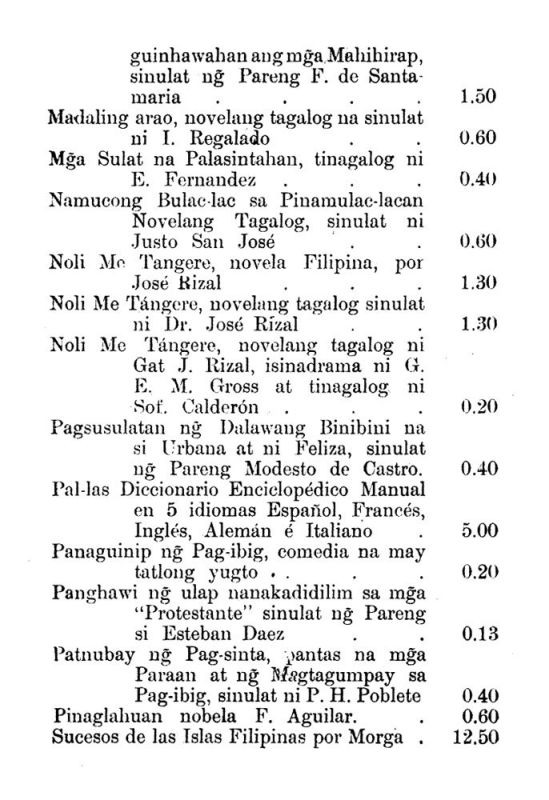 guinhawahan ang mg̃a Mahihirap,
sinulat ng̃ Pareng F. de Santa-
maria . . . . 1.50
Madaling arao, novelang tagalog na sinulat
ni I. Regalado . . 0.60
Mg̃a Sulat na Palasintahan, tinagalog ni
E. Fernandez . . . 0.40
Namucong Bulac-lac sa Pinamulac-lacan
Novelang Tagalog, sinulat ni
Justo San José . . 0.60
Noli Me Tangere, novela Filipina, por
José Rizal . . . 1.30
Noli Me Tángere, novelang tagalog sinulat
ni Dr. José Rizal . . 1.30
Noli Me Tángere, novelang tagalog ni
Gat J. Rizal, isinadrama ni G.
E. M. Gross at tinagalog ni
Sof. Calderón . . . 0.20
Pagsusulatan ng̃ Dalawang Binibini na
si Urbana at ni Feliza, sinulat
ng̃ Pareng Modesto de Castro. 0.40
Pal-las Diccionario Enciclopédico Manual
en 5 idiomas Español, Francés,
Inglés, Alemán é Italiano . 5.00
Panaguinip ng̃ Pag-ibig, comedia na may
tatlong yugto . . . . 0.20
Panghawi ng̃ ulap nanakadidilim sa mg̃a
“Protestante” sinulat ng̃ Pareng
si Esteban Daez . . 0.13
Patnubay ng̃ Pag-sinta, pantas na mg̃a
Paraan at ng̃ Magtagumpay sa
Pag-ibig, sinulat ni P. H. Poblete 0.40
Pinaglahuan nobela F. Aguilar. . 0.60
Sucesos de las Islas Filipinas por Morga . 12.50